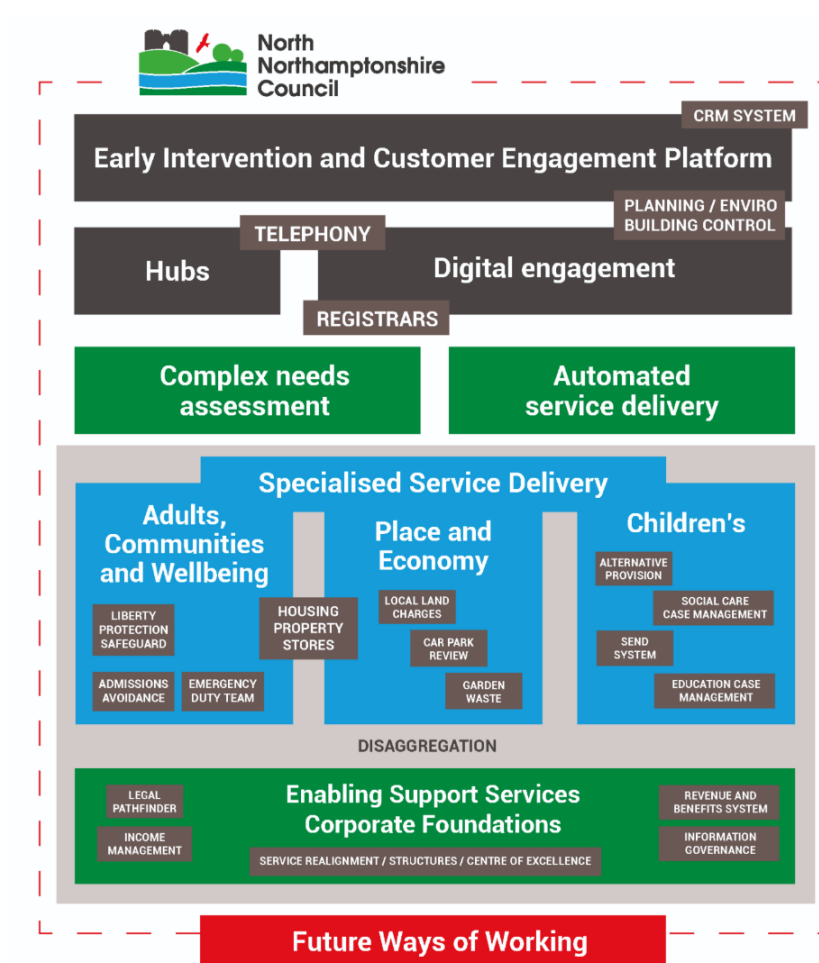 North
Northamptonshire
Council
CRM SYSTEM
Early Intervention and Customer Engagement Platform
PLANNING / ENVIRO
BUILDING CONTROL
TELEPHONY
Hubs
Digital engagement
REGISTRARS
Complex needs
assessment
Automated
service delivery
Specialised Service Delivery
Adults,
Communities
and Wellbeing
LIBERTY
PROTECTION
SAFEGUARD
ADMISSIONS
AVOIDANCE
EMERGENCY
DUTY TEAM
HOUSING
PROPERTY
STORES
Place and
Economy
LOCAL LAND
CHARGES
CAR PARK
REVIEW
GARDEN
WASTE
Children's
ALTERNATIVE
PROVISION
SOCIAL CARE
CASE MANAGEMENT
SEND
SYSTEM
EDUCATION CASE
MANAGEMENT
DISAGGREGATION
Enabling Support Services
Corporate Foundations
LEGAL
PATHFINDER
INCOME
MANAGEMENT
SERVICE REALIGNMENT / STRUCTURES / CENTRE OF EXCELLENCE
REVENUE AND
BENEFITS SYSTEM
INFORMATION
GOVERNANCE
Future Ways of Working